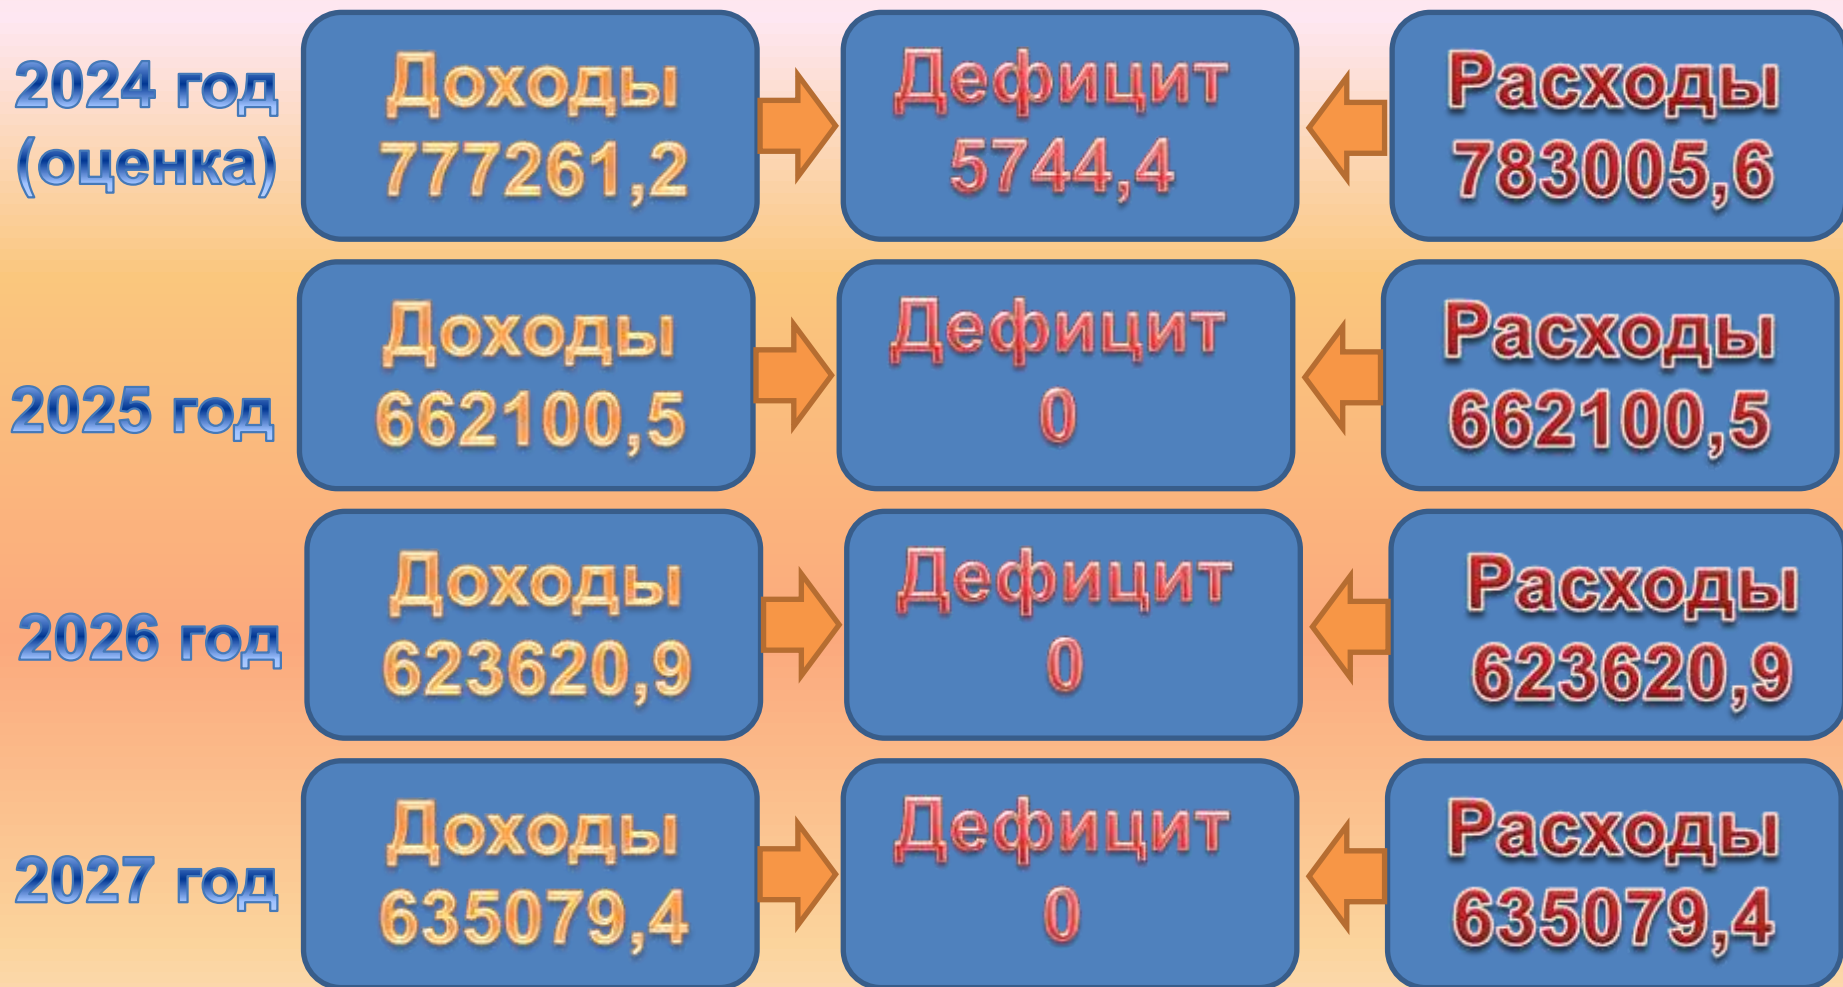 2024 год
(оценка)
Доходы
777261,2
Дефицит
5744,4
Расходы
783005,6
2025 год
Доходы
662100,5
Дефицит
0
Расходы
662100,5
2026 год
Доходы
623620,9
Дефицит
0
Расходы
623620,9
2027 год
Доходы
635079,4
Дефицит
0
Расходы
635079,4